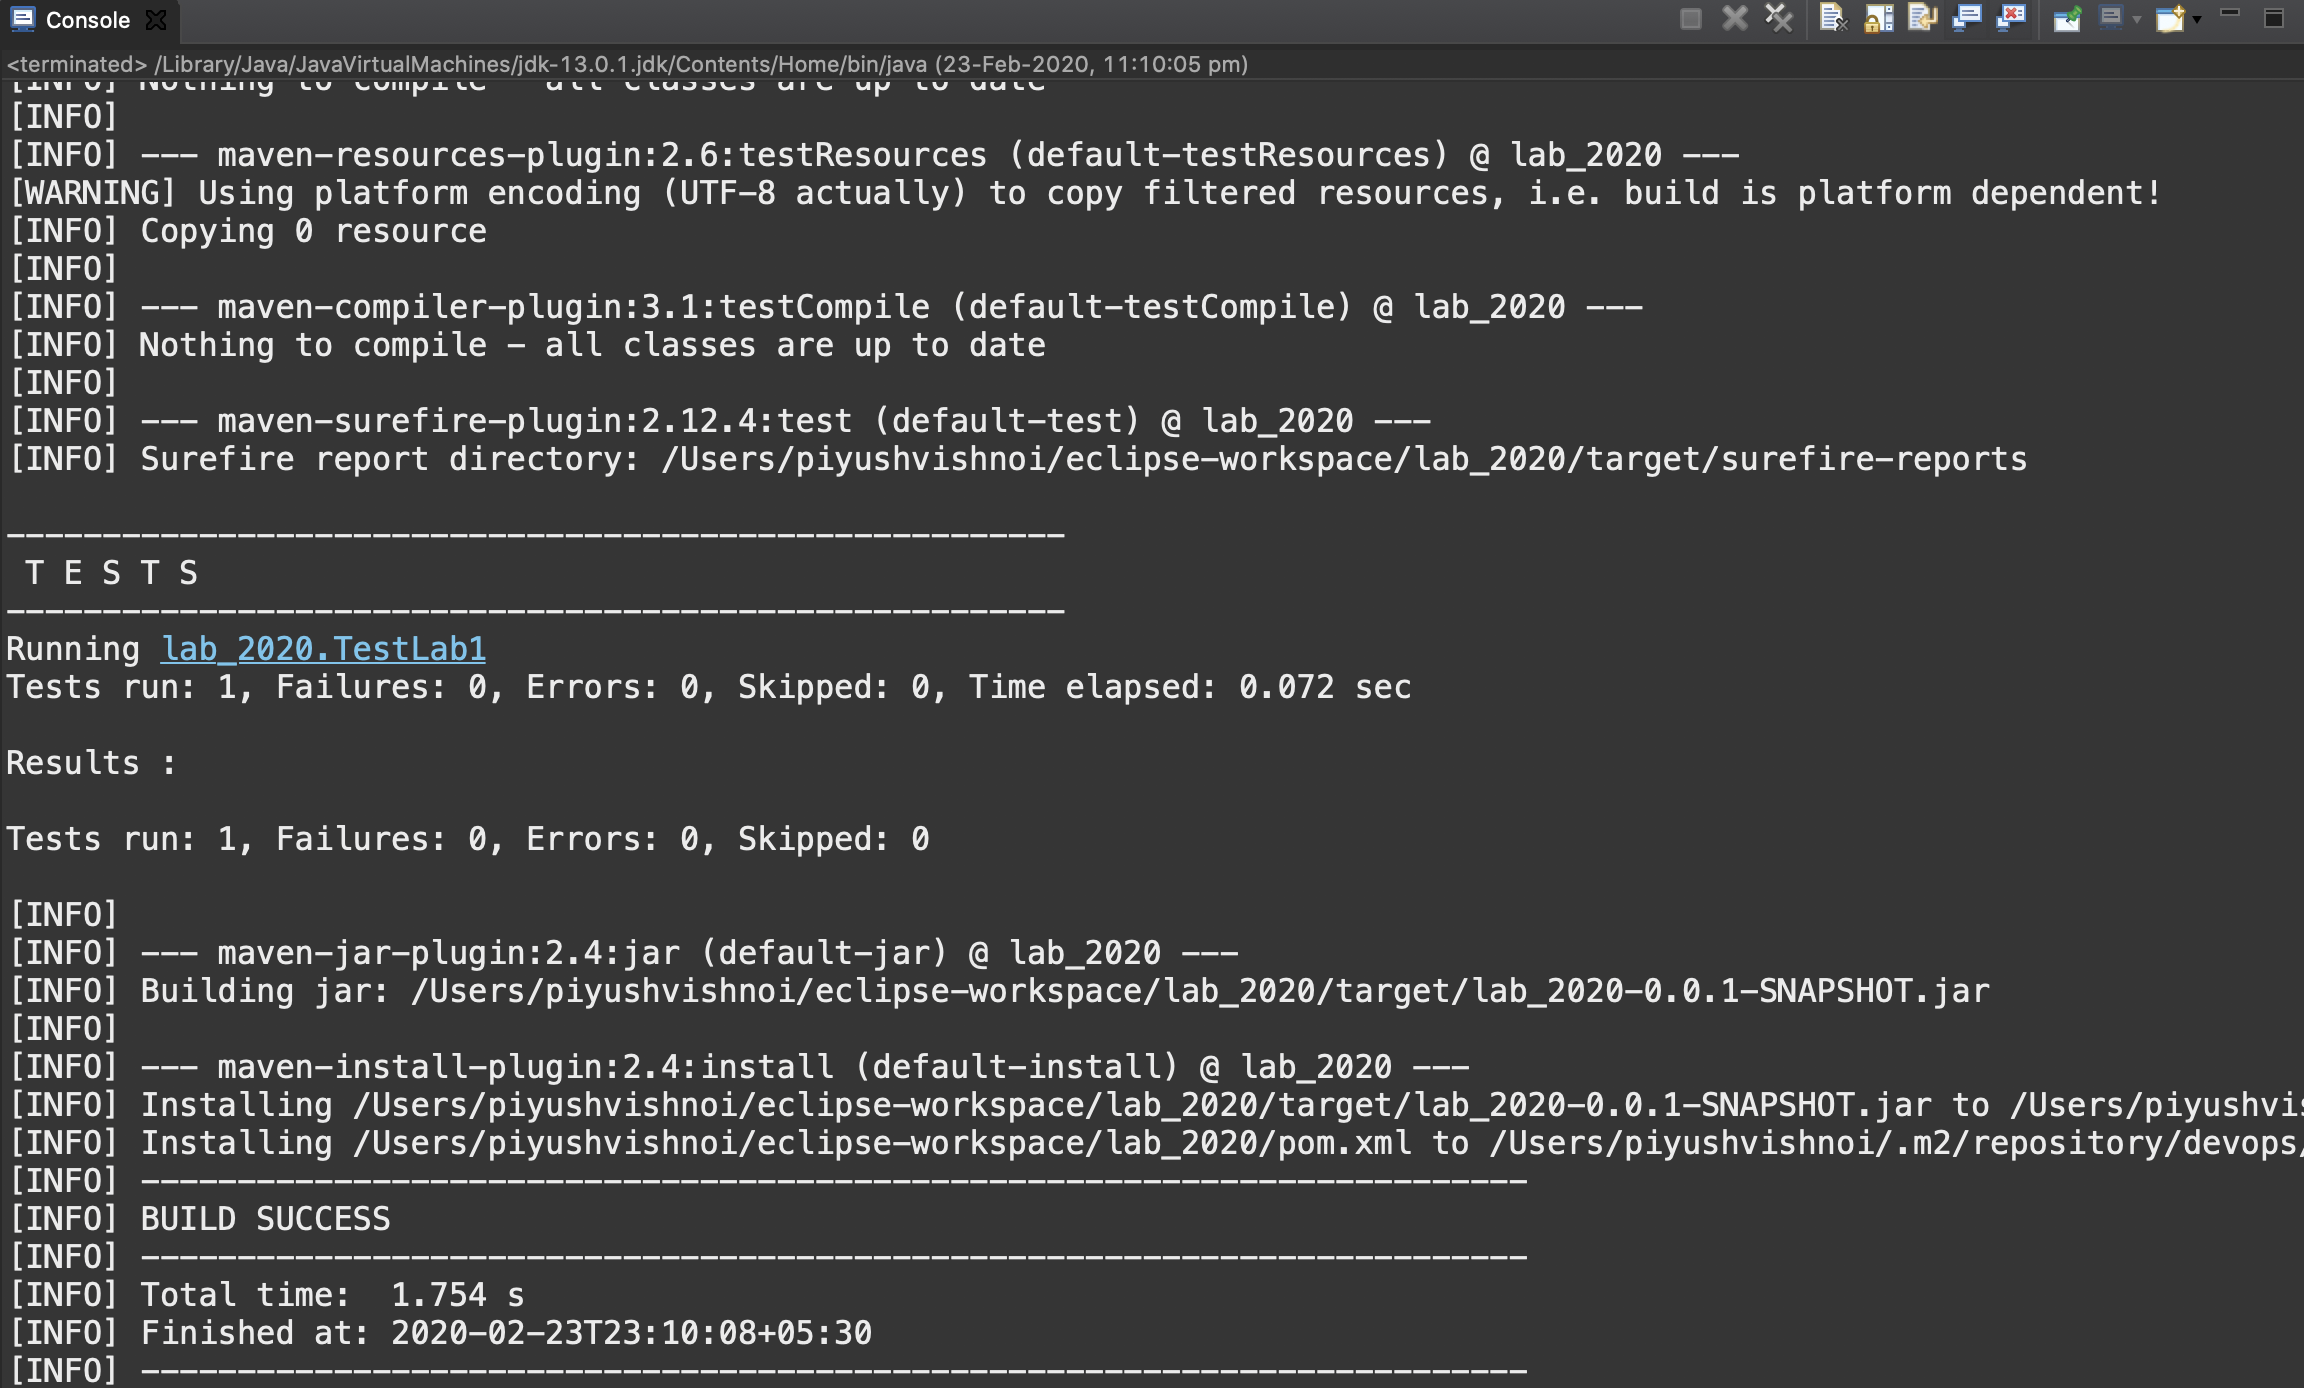 Console
<terminated> /Library/Java/JavaVirtualMachines/jdk-13.0.1.jdk/Contents/Home/bin/java (23-Feb-2020, 11:10:05 pm)
[INFO] Nothing to compile - all classes are up to date
[INFO]
[INFO] --- maven-resources-plugin:2.6:testResources (default-testResources) @ lab_2020 ---
[WARNING] Using platform encoding (UTF-8 actually) to copy filtered resources, i.e. build is platform dependent!
[INFO] Copying 0 resource
[INFO]
[INFO] --- maven-compiler-plugin:3.1:testCompile (default-testCompile) @ lab_2020 ---
[INFO] Nothing to compile - all classes are up to date
[INFO]
[INFO] --- maven-surefire-plugin:2.12.4:test (default-test) @ lab_2020 ---
[INFO] Surefire report directory: /Users/piyushvishnoi/eclipse-workspace/lab_2020/target/surefire-reports
-------------------------------------------------------
T E S T S
-------------------------------------------------------
Running lab_2020.TestLab1
Tests run: 1, Failures: 0, Errors: 0, Skipped: 0, Time elapsed: 0.072 sec
Results :
Tests run: 1, Failures: 0, Errors: 0, Skipped: 0
[INFO]
[INFO] --- maven-jar-plugin:2.4:jar (default-jar) @ lab_2020 ---
[INFO] Building jar: /Users/piyushvishnoi/eclipse-workspace/lab_2020/target/lab_2020-0.0.1-SNAPSHOT.jar
[INFO]
[INFO] --- maven-install-plugin:2.4:install (default-install) @ lab_2020 ---
[INFO] Installing /Users/piyushvishnoi/eclipse-workspace/lab_2020/target/lab_2020-0.0.1-SNAPSHOT.jar to /Users/piyushvis
[INFO] Installing /Users/piyushvishnoi/eclipse-workspace/lab_2020/pom.xml to /Users/piyushvishnoi/.m2/repository/devops/
[INFO] ------------------------------------------------------------------------
[INFO] BUILD SUCCESS
[INFO] ------------------------------------------------------------------------
[INFO] Total time:  1.754 s
[INFO] Finished at: 2020-02-23T23:10:08+05:30
[INFO] ------------------------------------------------------------------------